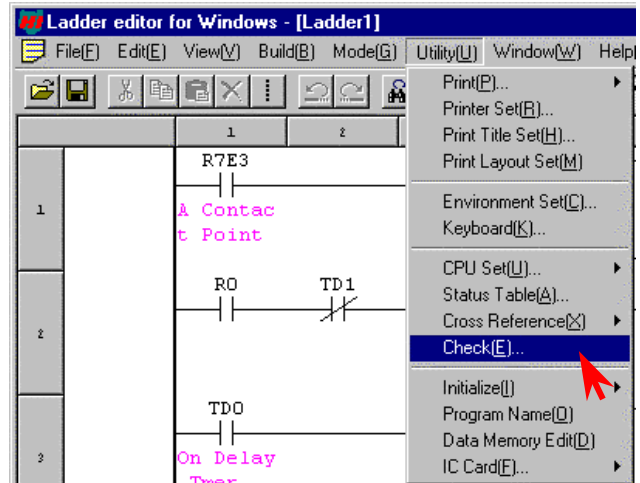 Ladder editor for Windows - [Ladder1]
File(F) Edit(E) View(V) Build(B) Mode(G) Utility(U) Window(W) Help
Print(P)...
Printer Set(R)...
Print Title Set(H)...
Print Layout Set(M)
Environment Set(C)...
Keyboard(K)...
CPU Set(U)...
Status Table(A)...
Cross Reference(X)
Check(E)...
Initialize(I)
Program Name(O)
Data Memory Edit(D)
IC Card(F)...
1 2
R7E3
1
A Contac
t Point
R0 TD1
2
TD0
3
On Delay
Tmer